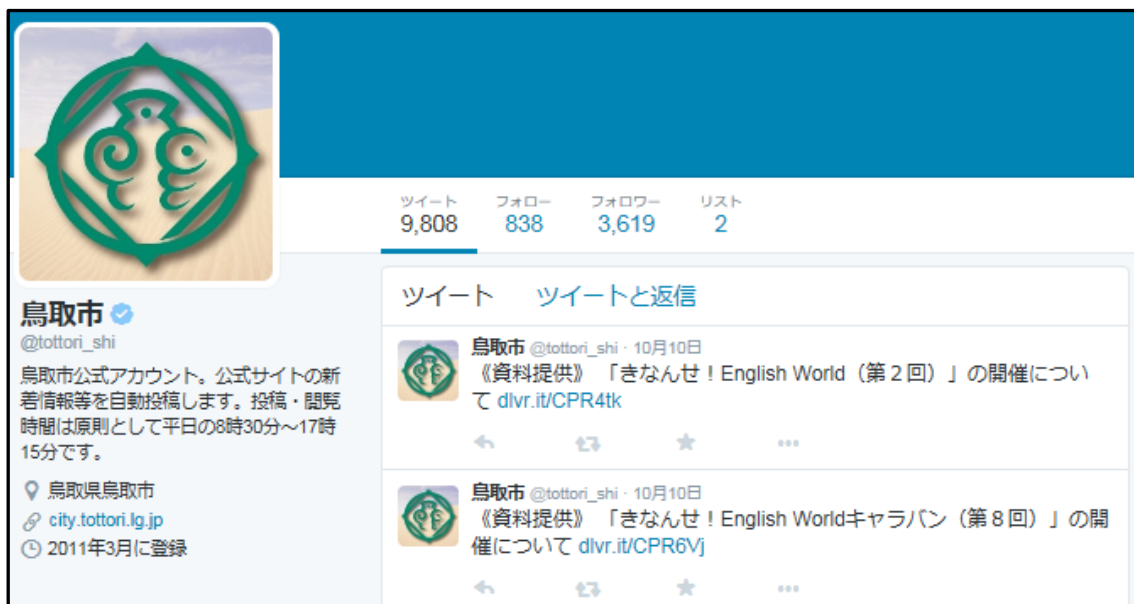 ツイート フォロー フォロワー リスト
9,808 838 3,619 2
鳥取市
@tottori_shi
鳥取市公式アカウント。公式サイトの新
着情報等を自動投稿します。投稿・閲覧
時間は原則として平日の8時30分～17時
15分です。
鳥取県鳥取市
city.tottori.lg.jp
2011年3月に登録
ツイート ツイートと返信
鳥取市 @tottori_shi · 10月10日
《資料提供》 「きなんせ！English World（第２回）」の開催につい
て dlvr.it/CPR4tk
鳥取市 @tottori_shi · 10月10日
《資料提供》 「きなんせ！English Worldキャラバン（第８回）」の開
催について dlvr.it/CPR6Vj